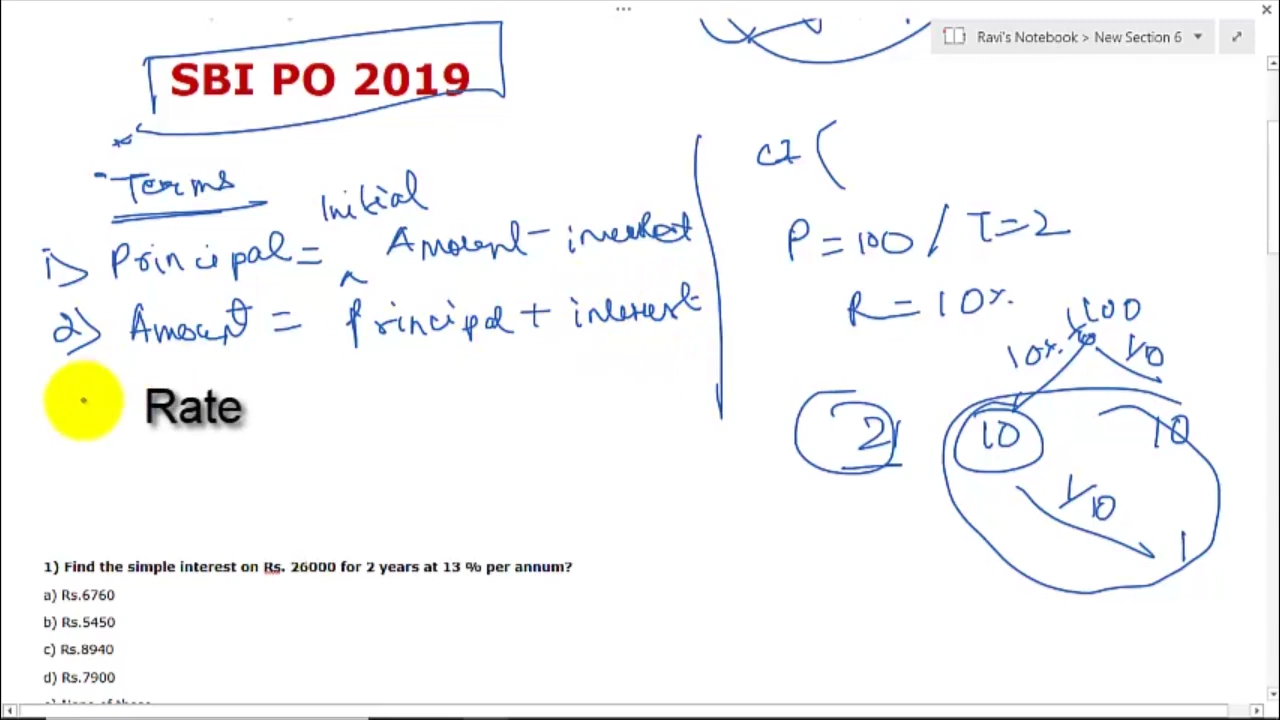 Ravi's Notebook > New Section 6
SBI PO 2019
Terms
Initial
1) Principal = Amount - interest
2) Amount = Principal + interest
Rate
CI (
P = 100 / T = 2
R = 10%.
100
10%. 1/10
21 10 10
1/10
1
1) Find the simple interest on Rs. 26000 for 2 years at 13 % per annum?
a) Rs.6760
b) Rs.5450
c) Rs.8940
d) Rs.7900